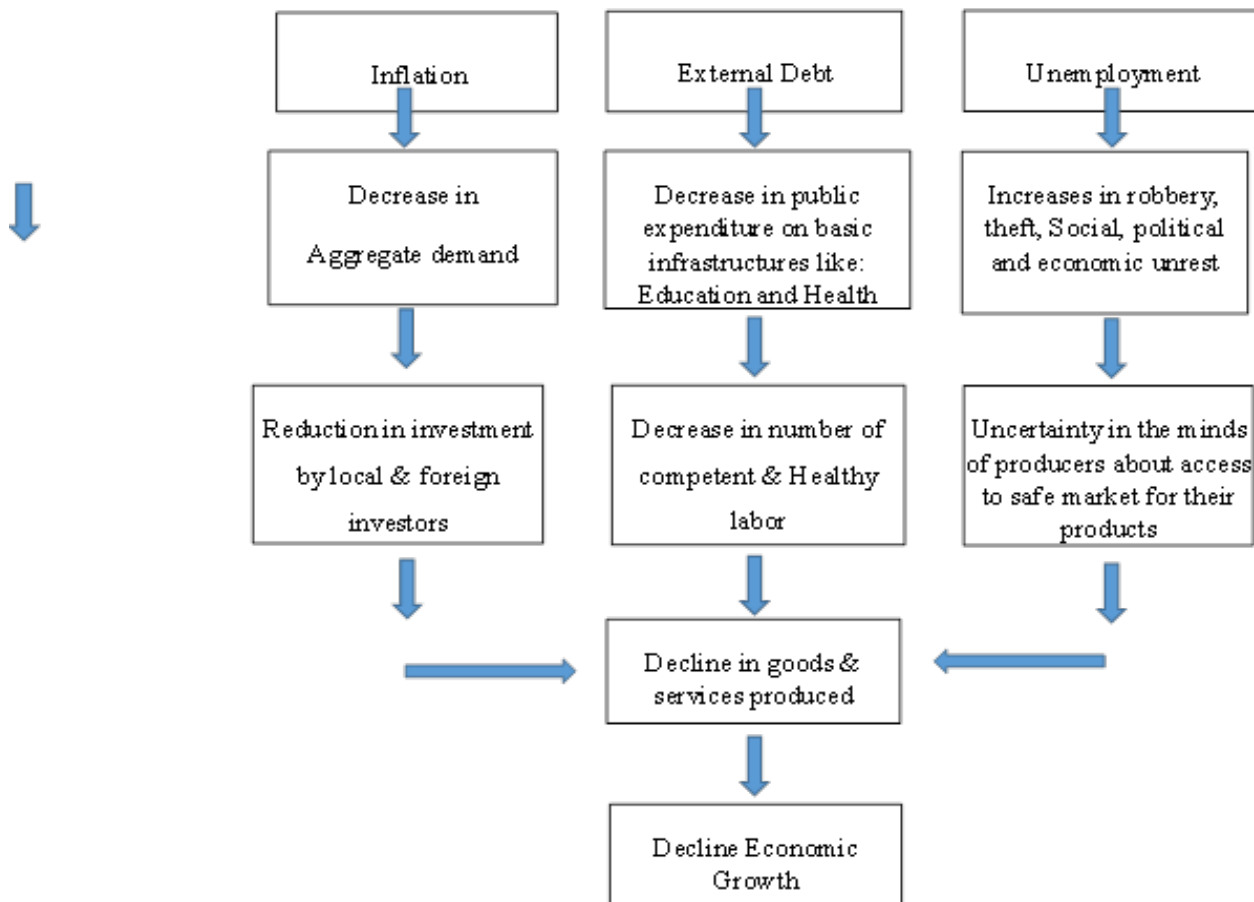 Inflation
External Debt
Unemployment
Decrease in
Aggregate demand
Decrease in public
expenditure on basic
infrastructures like:
Education and Health
Increases in robbery,
theft, Social, political
and economic unrest
Reduction in investment
by local & foreign
investors
Decrease in number of
competent & Healthy
labor
Uncertainty in the minds
of producers about access
to safe market for their
products
Decline in goods &
services produced
Decline Economic
Growth